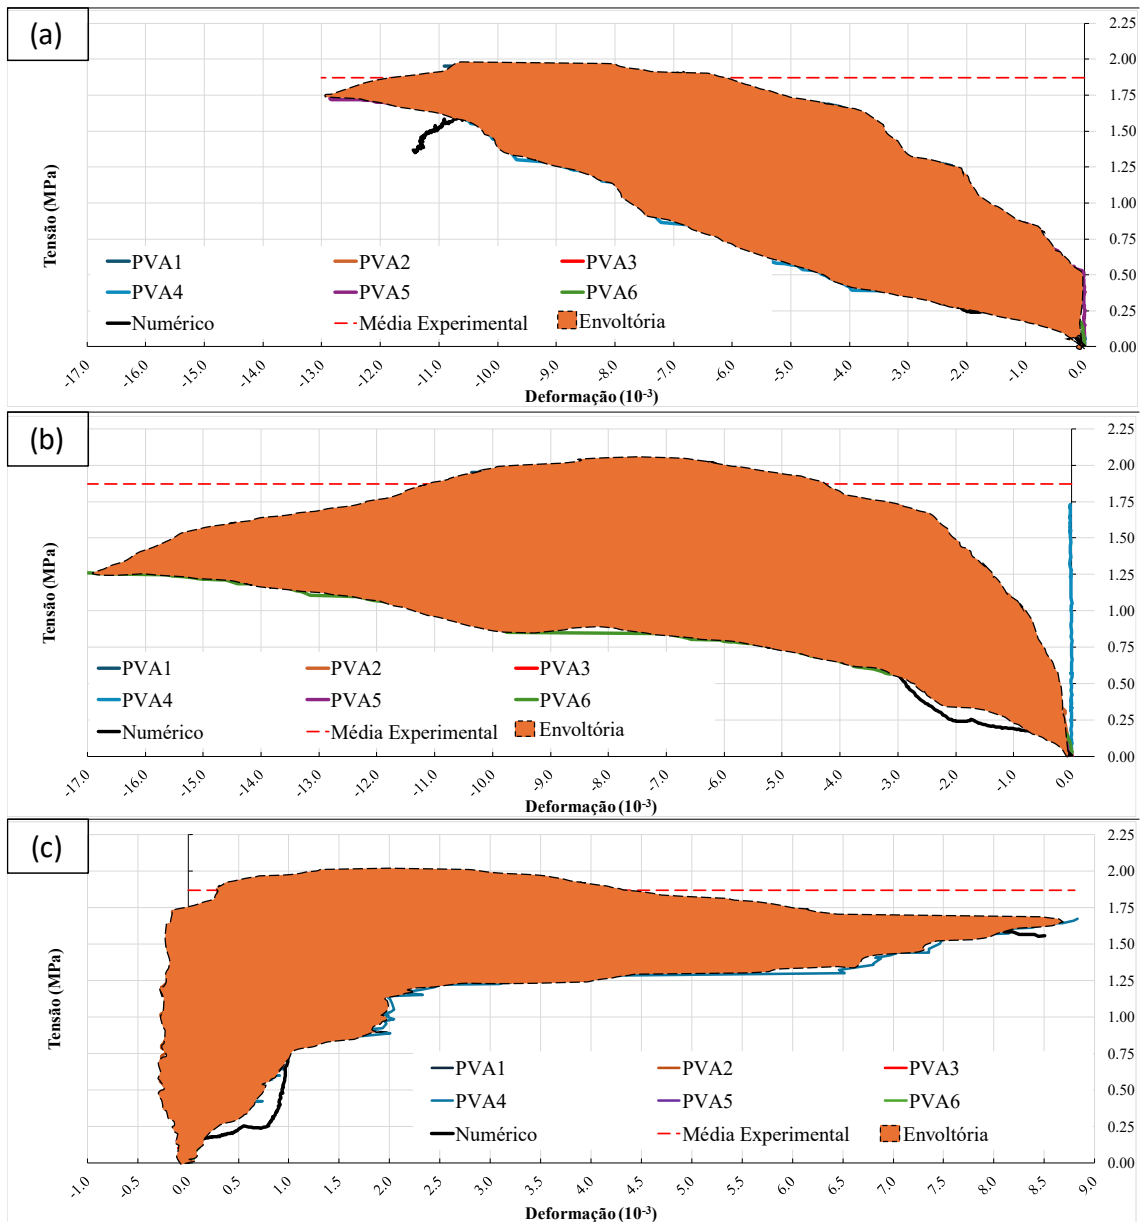 (a)
2.25
2.00
1.75
1.50
1.25
1.00
0.75
0.50
0.25
0.00
Tensão (MPa)
PVA1 PVA2 PVA3
PVA4 PVA5 PVA6
Numérico Média Experimental Envoltória
-17.0 -16.0 -15.0 -14.0 -13.0 -12.0 -11.0 -10.0 -9.0 -8.0 -7.0 -6.0 -5.0 -4.0 -3.0 -2.0 -1.0 0.0
Deformação (10⁻³)
(b)
2.25
2.00
1.75
1.50
1.25
1.00
0.75
0.50
0.25
0.00
Tensão (MPa)
PVA1 PVA2 PVA3
PVA4 PVA5 PVA6
Numérico Média Experimental Envoltória
-17.0 -16.0 -15.0 -14.0 -13.0 -12.0 -11.0 -10.0 -9.0 -8.0 -7.0 -6.0 -5.0 -4.0 -3.0 -2.0 -1.0 0.0
Deformação (10⁻³)
(c)
2.25
2.00
1.75
1.50
1.25
1.00
0.75
0.50
0.25
0.00
Tensão (MPa)
PVA1 PVA2 PVA3
PVA4 PVA5 PVA6
Numérico Média Experimental Envoltória
-1.0 -0.5 0.0 0.5 1.0 1.5 2.0 2.5 3.0 3.5 4.0 4.5 5.0 5.5 6.0 6.5 7.0 7.5 8.0 8.5 9.0
Deformação (10⁻³)